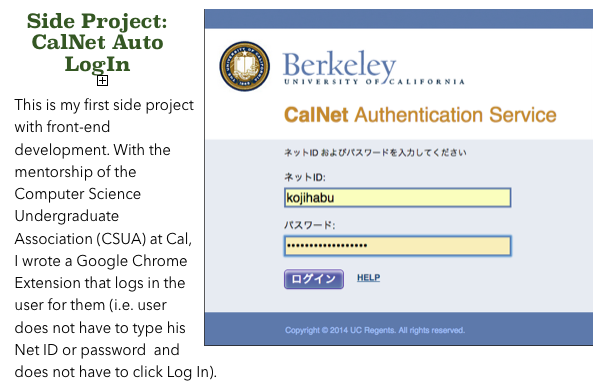 Side Project:
CalNet Auto
LogIn
This is my first side project
with front-end
development. With the
mentorship of the
Computer Science
Undergraduate
Association (CSUA) at Cal,
I wrote a Google Chrome
Extension that logs in the
user for them (i.e. user
does not have to type his
Net ID or password and
does not have to click Log In).
Berkeley
UNIVERSITY OF CALIFORNIA
CalNet Authentication Service
ネットID およびパスワードを入力してください
ネットID:
kojihabu
パスワード:
••••••••••••••••••
ログイン HELP
Copyright © 2014 UC Regents. All rights reserved.